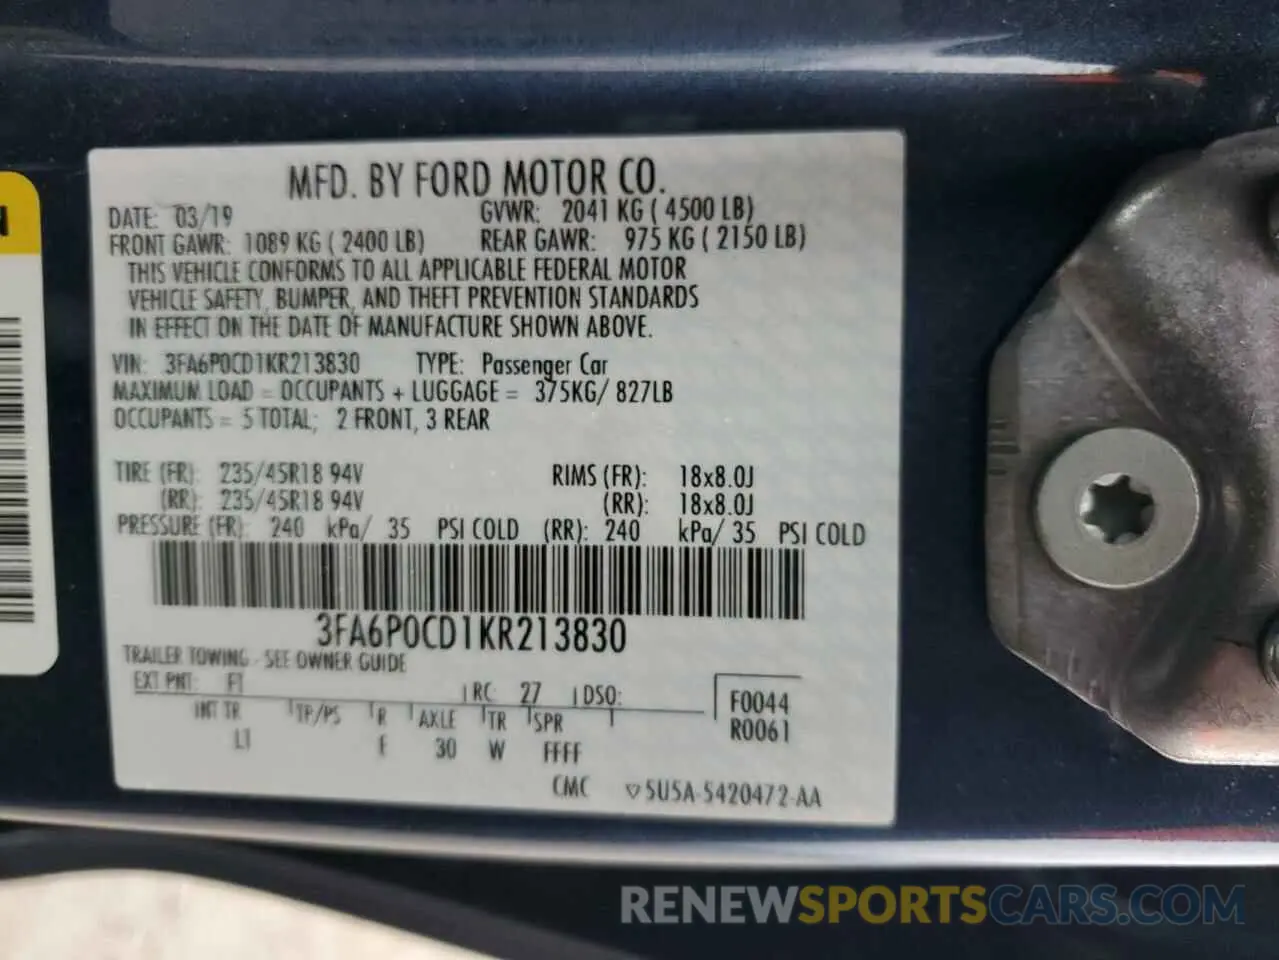 N
MFD. BY FORD MOTOR CO.
DATE: 03/19 GVWR: 2041 KG ( 4500 LB)
FRONT GAWR: 1089 KG ( 2400 LB) REAR GAWR: 975 KG ( 2150 LB)
THIS VEHICLE CONFORMS TO ALL APPLICABLE FEDERAL MOTOR
VEHICLE SAFETY, BUMPER, AND THEFT PREVENTION STANDARDS
IN EFFECT ON THE DATE OF MANUFACTURE SHOWN ABOVE.
VIN: 3FA6P0CD1KR213830 TYPE: Passenger Car
MAXIMUM LOAD = OCCUPANTS + LUGGAGE = 375KG/ 827LB
OCCUPANTS = 5 TOTAL; 2 FRONT, 3 REAR
TIRE (FR): 235/45R18 94V RIMS (FR): 18x8.0J
(RR): 235/45R18 94V (RR): 18x8.0J
PRESSURE (FR): 240 kPa/ 35 PSI COLD (RR): 240 kPa/ 35 PSI COLD
3FA6P0CD1KR213830
TRAILER TOWING - SEE OWNER GUIDE
EXT PNT: F1 RC: 27 DSO: F0044
INT TR TP/PS R AXLE TR SPR R0061
LI F 30 W FFFF
CMC ▽5U5A-5420472-AA
RENEWSPORTSCARS.COM